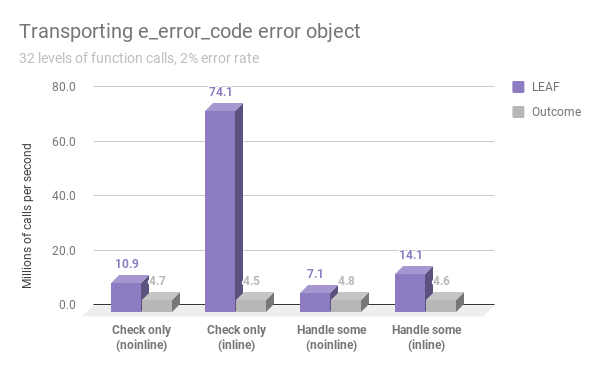 Transporting e_error_code error object
32 levels of function calls, 2% error rate
Millions of calls per second
80.0
60.0
40.0
20.0
0.0
10.9
4.7
74.1
4.5
7.1
4.8
14.1
4.6
Check only
(noinline)
Check only
(inline)
Handle some
(noinline)
Handle some
(inline)
LEAF
Outcome